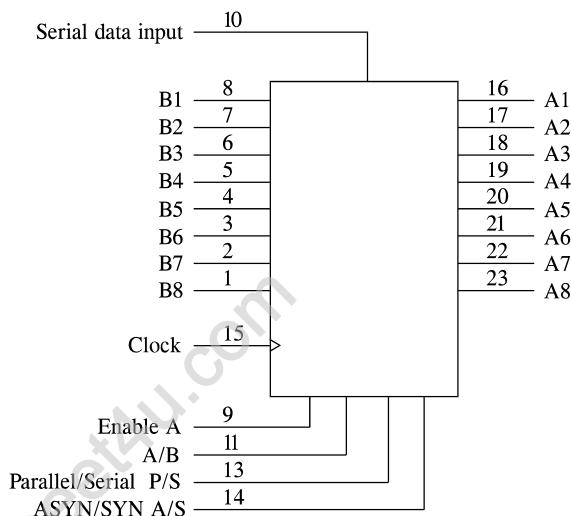 Serial data input 10
B1 8 16 A1
B2 7 17 A2
B3 6 18 A3
B4 5 19 A4
B5 4 20 A5
B6 3 21 A6
B7 2 22 A7
B8 1 23 A8
Clock 15
Enable A 9
A/B 11
Parallel/Serial P/S 13
ASYN/SYN A/S 14
eet4u.com